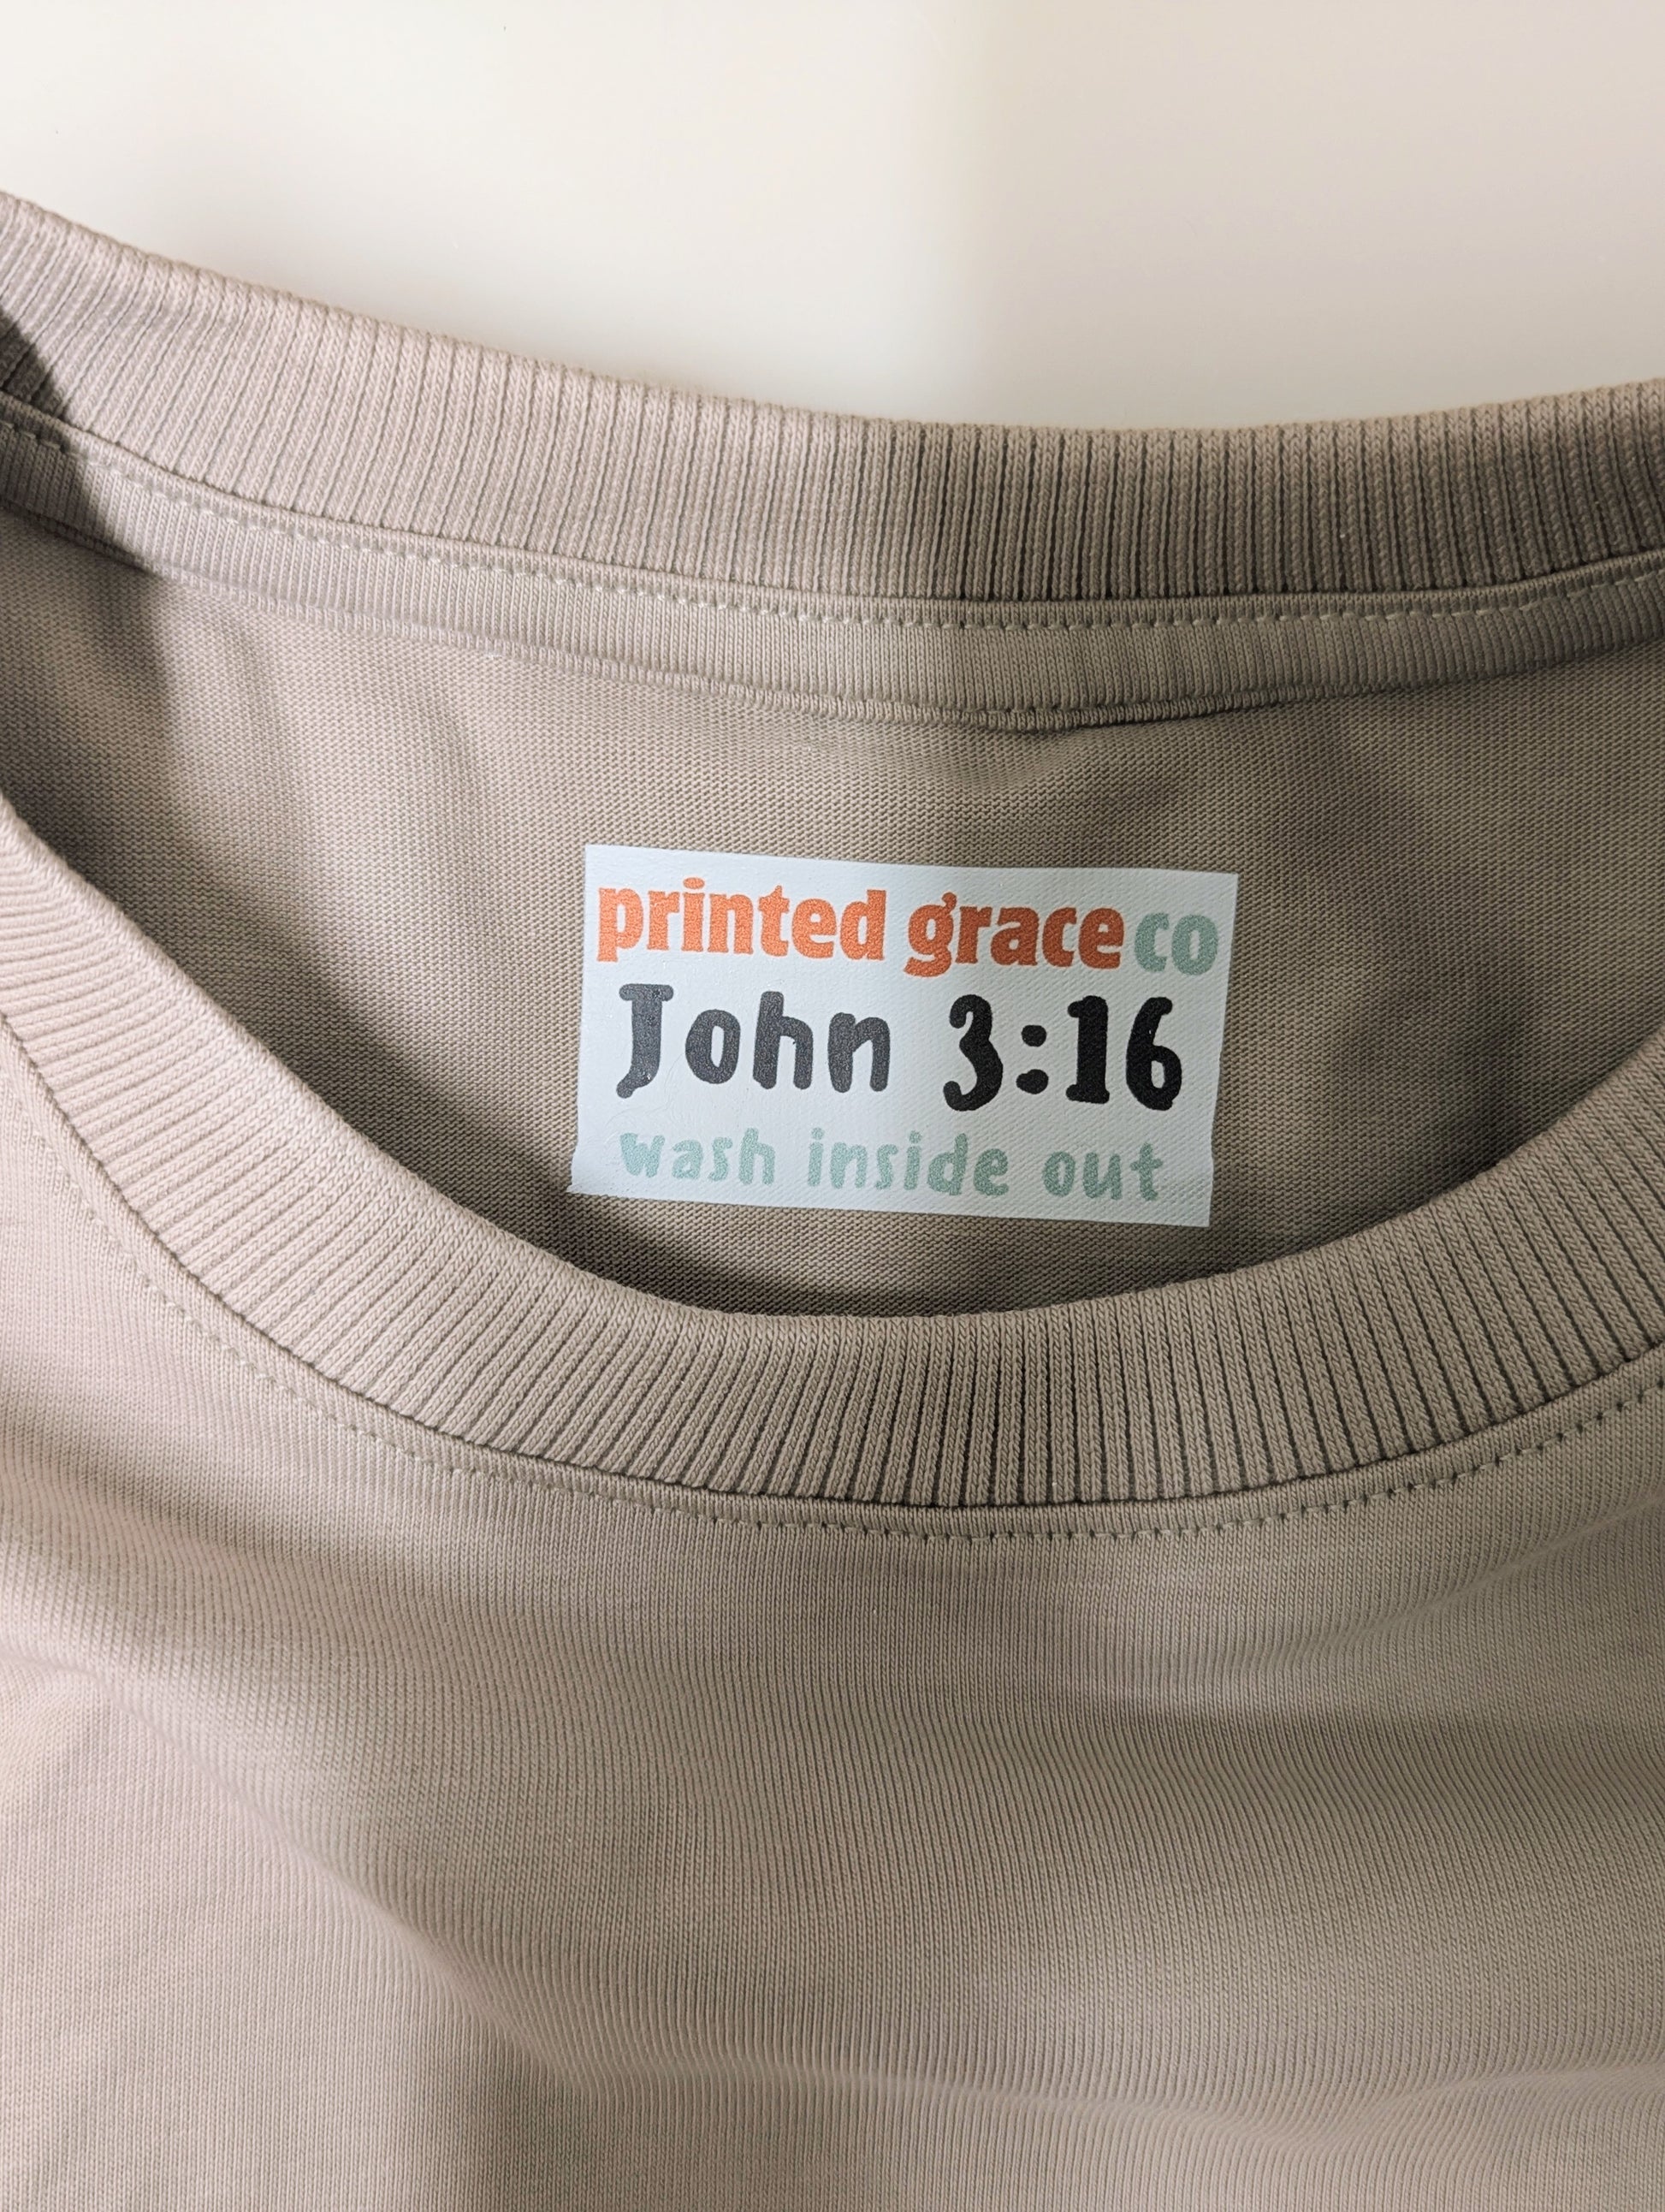 printed grace co
John 3:16
wash inside out